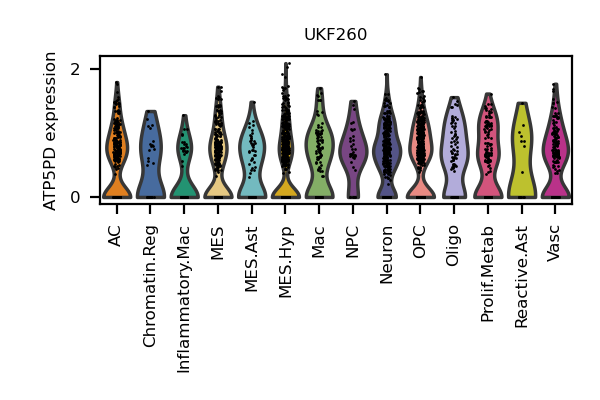 UKF260
ATP5PD expression
2
0
AC
Chromatin.Reg
Inflammatory.Mac
MES
MES.Ast
MES.Hyp
Mac
NPC
Neuron
OPC
Oligo
Prolif.Metab
Reactive.Ast
Vasc